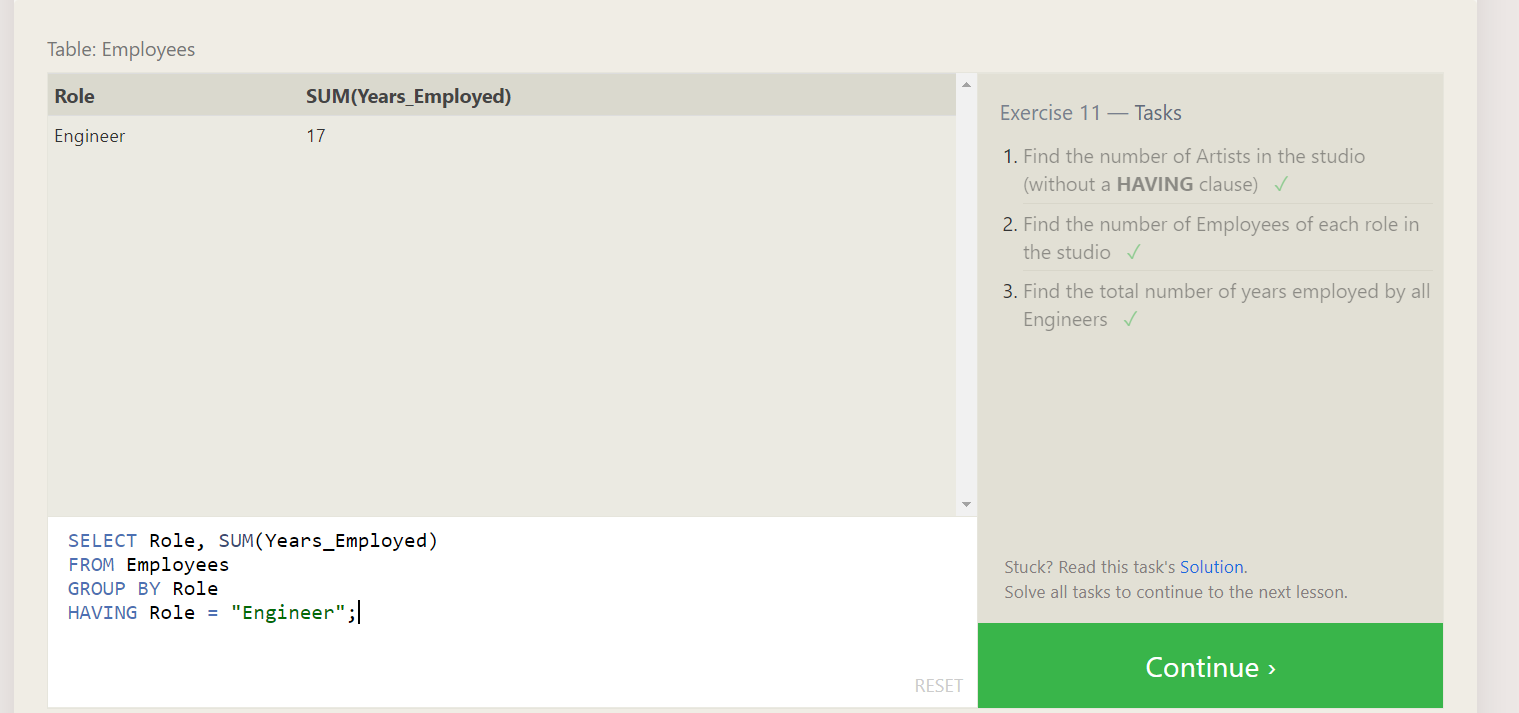 Table: Employees
Role SUM(Years_Employed)
Engineer 17
Exercise 11 — Tasks
1. Find the number of Artists in the studio
(without a HAVING clause) ✓
2. Find the number of Employees of each role in
the studio ✓
3. Find the total number of years employed by all
Engineers ✓
Stuck? Read this task's Solution.
Solve all tasks to continue to the next lesson.
Continue ›
SELECT Role, SUM(Years_Employed)
FROM Employees
GROUP BY Role
HAVING Role = "Engineer";
RESET